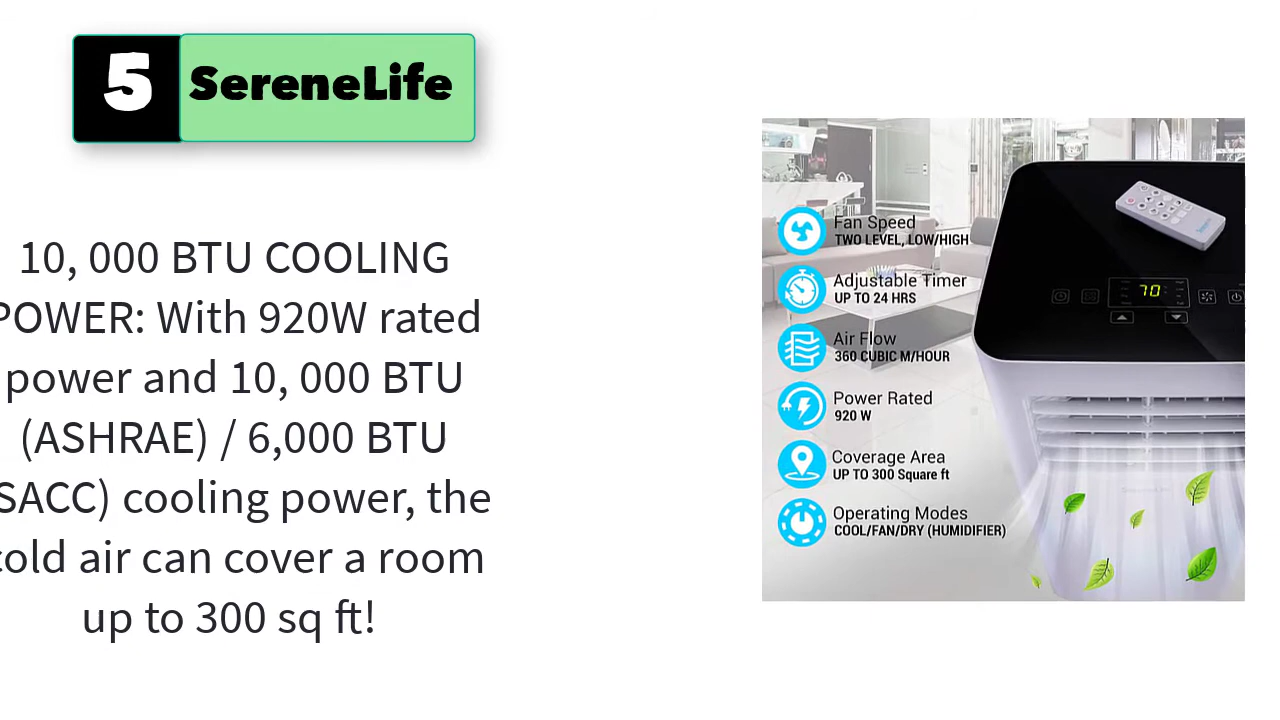 5 SereneLife
10, 000 BTU COOLING
POWER: With 920W rated
power and 10, 000 BTU
(ASHRAE) / 6,000 BTU
SACC) cooling power, the
cold air can cover a room
up to 300 sq ft!
Fan Speed
TWO LEVEL, LOW/HIGH
Adjustable Timer
UP TO 24 HRS
Air Flow
360 CUBIC M/HOUR
Power Rated
920 W
Coverage Area
UP TO 300 Square ft
Operating Modes
COOL/FAN/DRY (HUMIDIFIER)
70